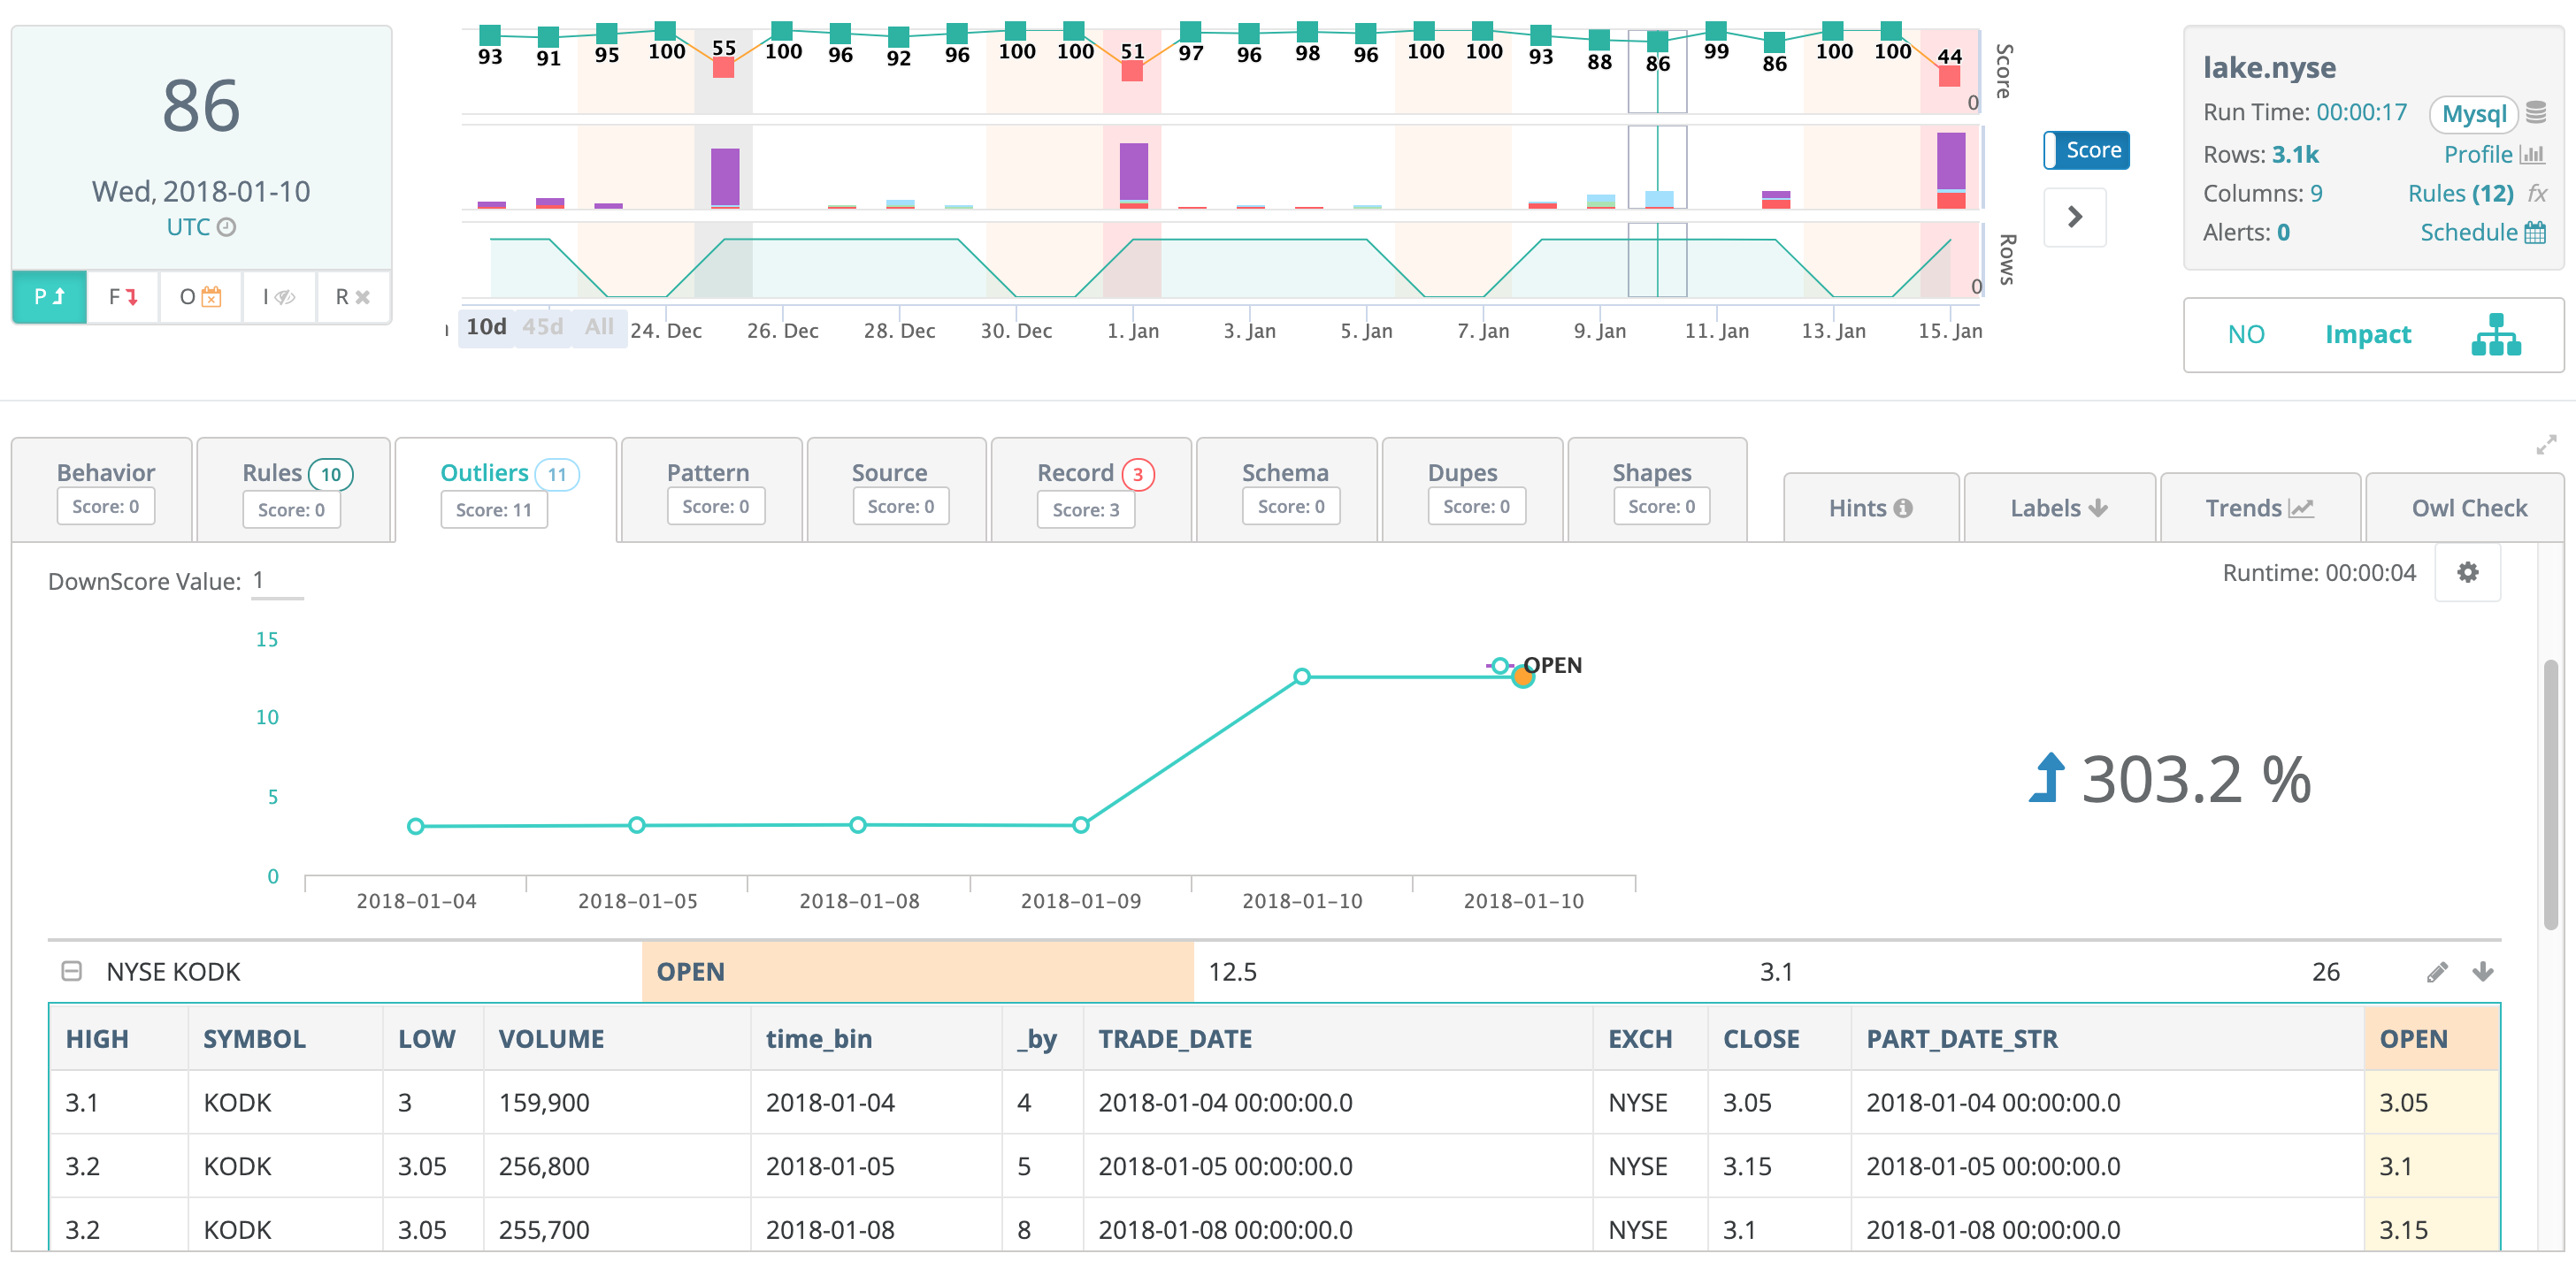 86
Wed, 2018-01-10
UTC
P F O I R
93 91 95 100 55 100 96 92 96 100 100 51 97 96 98 96 100 100 93 88 86 99 86 100 100 44
0
Score
Rows
0
10d 45d All
24. Dec 26. Dec 28. Dec 30. Dec 1. Jan 3. Jan 5. Jan 7. Jan 9. Jan 11. Jan 13. Jan 15. Jan
Score
lake.nyse
Run Time: 00:00:17 Mysql
Rows: 3.1k Profile
Columns: 9 Rules (12) fx
Alerts: 0 Schedule
NO Impact
Behavior Rules 10 Outliers 11 Pattern Source Record 3 Schema Dupes Shapes
Score: 0 Score: 0 Score: 11 Score: 0 Score: 0 Score: 3 Score: 0 Score: 0 Score: 0
Hints Labels Trends Owl Check
DownScore Value: 1
Runtime: 00:00:04
15
10
5
0
OPEN
2018-01-04 2018-01-05 2018-01-08 2018-01-09 2018-01-10 2018-01-10
303.2 %
NYSE KODK OPEN 12.5 3.1 26
HIGH SYMBOL LOW VOLUME time_bin _by TRADE_DATE EXCH CLOSE PART_DATE_STR OPEN
3.1 KODK 3 159,900 2018-01-04 4 2018-01-04 00:00:00.0 NYSE 3.05 2018-01-04 00:00:00.0 3.05
3.2 KODK 3.05 256,800 2018-01-05 5 2018-01-05 00:00:00.0 NYSE 3.15 2018-01-05 00:00:00.0 3.1
3.2 KODK 3.05 255,700 2018-01-08 8 2018-01-08 00:00:00.0 NYSE 3.1 2018-01-08 00:00:00.0 3.15